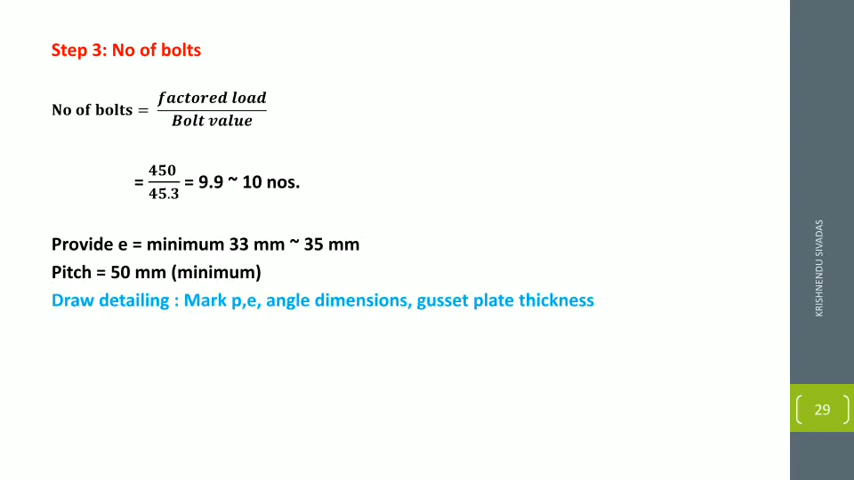 Step 3: No of bolts
No of bolts = factored load / Bolt value
= 450 / 45.3 = 9.9 ~ 10 nos.
Provide e = minimum 33 mm ~ 35 mm
Pitch = 50 mm (minimum)
Draw detailing : Mark p,e, angle dimensions, gusset plate thickness
KRISHNENDU SIVADAS
29